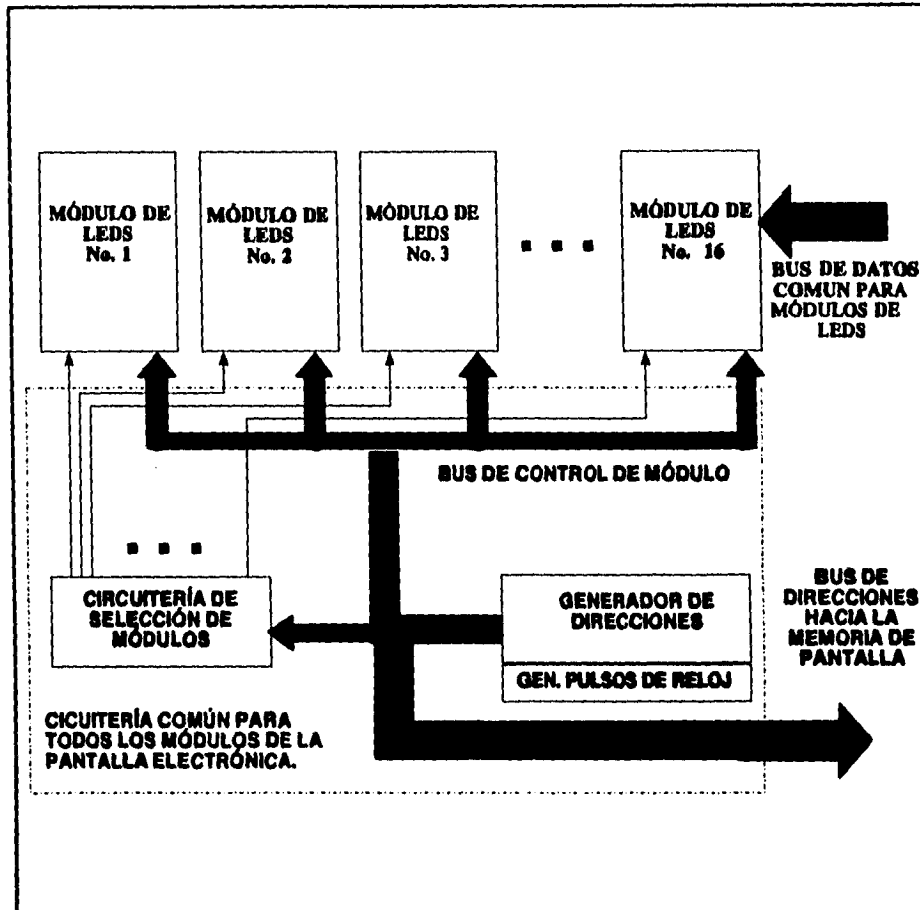 MÓDULO DE
LEDS
No. 1
MÓDULO DE
LEDS
No. 2
MÓDULO DE
LEDS
No. 3
MÓDULO DE
LEDS
No. 16
BUS DE DATOS
COMUN PARA
MÓDULOS DE
LEDS
BUS DE CONTROL DE MÓDULO
CIRCUITERÍA DE
SELECCIÓN DE
MÓDULOS
GENERADOR DE
DIRECCIONES
GEN. PULSOS DE RELOJ
BUS DE
DIRECCIONES
HACIA LA
MEMORIA DE
PANTALLA
CICUITERÍA COMÚN PARA
TODOS LOS MÓDULOS DE LA
PANTALLA ELECTRÓNICA.